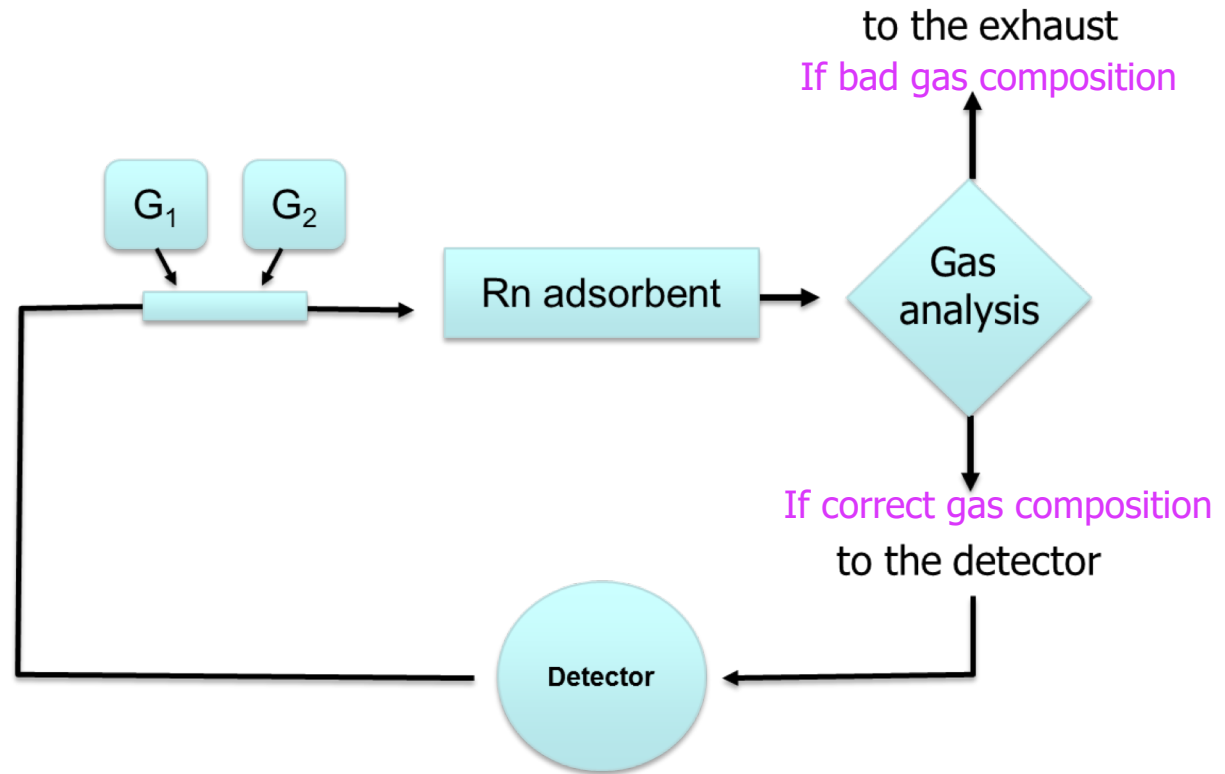 to the exhaust
If bad gas composition
G₁
G₂
Rn adsorbent
Gas
analysis
If correct gas composition
to the detector
Detector